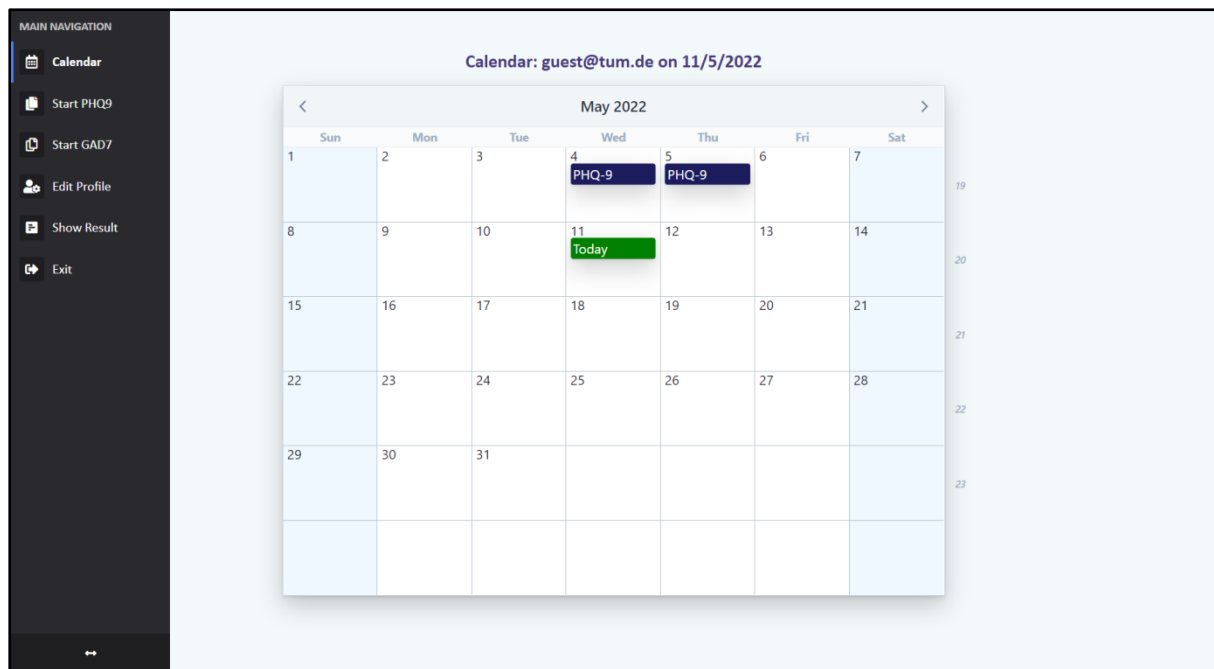 MAIN NAVIGATION
Calendar
Start PHQ9
Start GAD7
Edit Profile
Show Result
Exit
Calendar: guest@tum.de on 11/5/2022
May 2022
Sun Mon Tue Wed Thu Fri Sat
1 2 3 4 5 6 7
PHQ-9 PHQ-9
19
8 9 10 11 12 13 14
Today
20
15 16 17 18 19 20 21
21
22 23 24 25 26 27 28
22
29 30 31
23